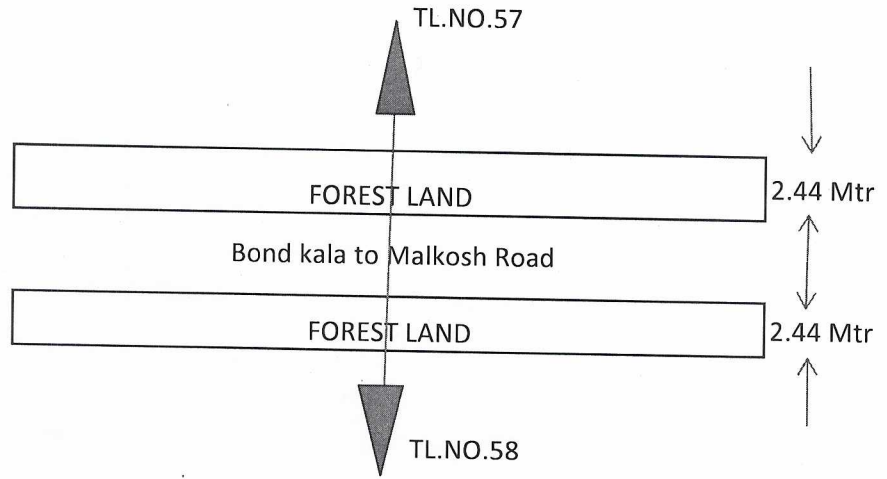 TL.NO.57
FOREST LAND
2.44 Mtr
Bond kala to Malkosh Road
FOREST LAND
2.44 Mtr
TL.NO.58